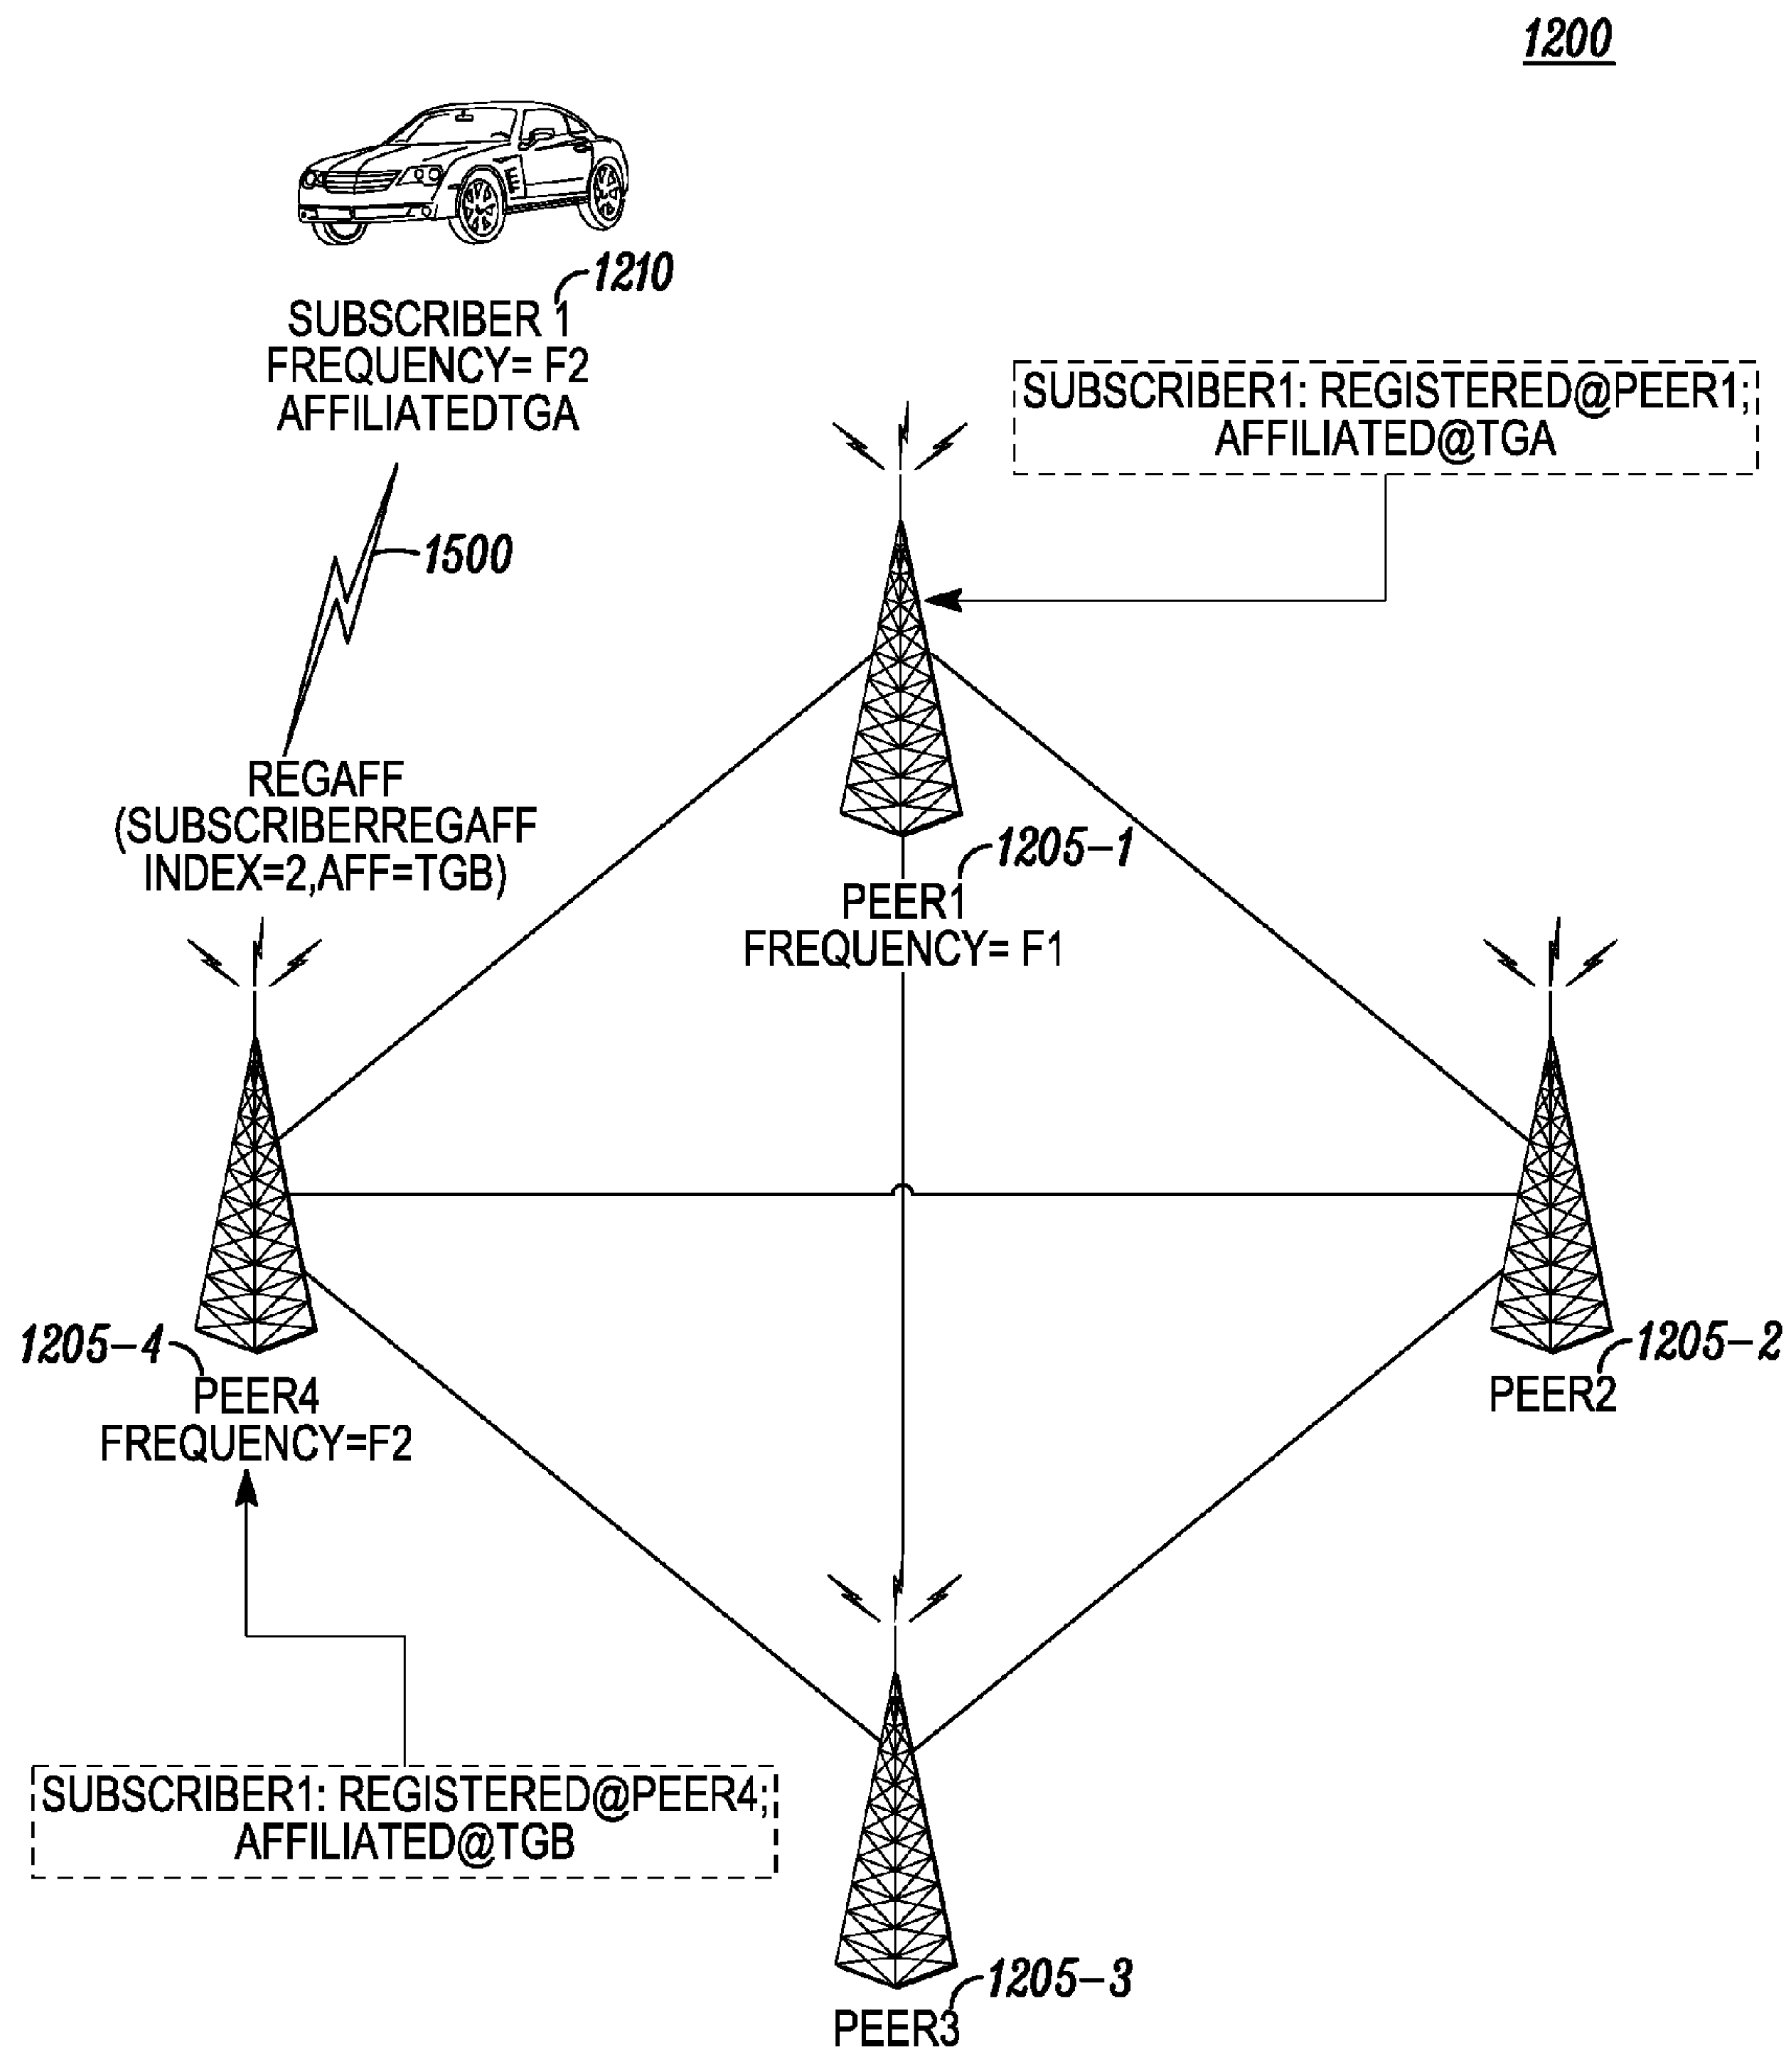 1200
1210
SUBSCRIBER 1
FREQUENCY= F2
AFFILIATEDTGA
SUBSCRIBER1: REGISTERED@PEER1;
AFFILIATED@TGA
1500
REGAFF
(SUBSCRIBERREGAFF
INDEX=2,AFF=TGB)
1205-1
PEER1
FREQUENCY= F1
1205-4
PEER4
FREQUENCY=F2
1205-2
PEER2
SUBSCRIBER1: REGISTERED@PEER4;
AFFILIATED@TGB
1205-3
PEER3